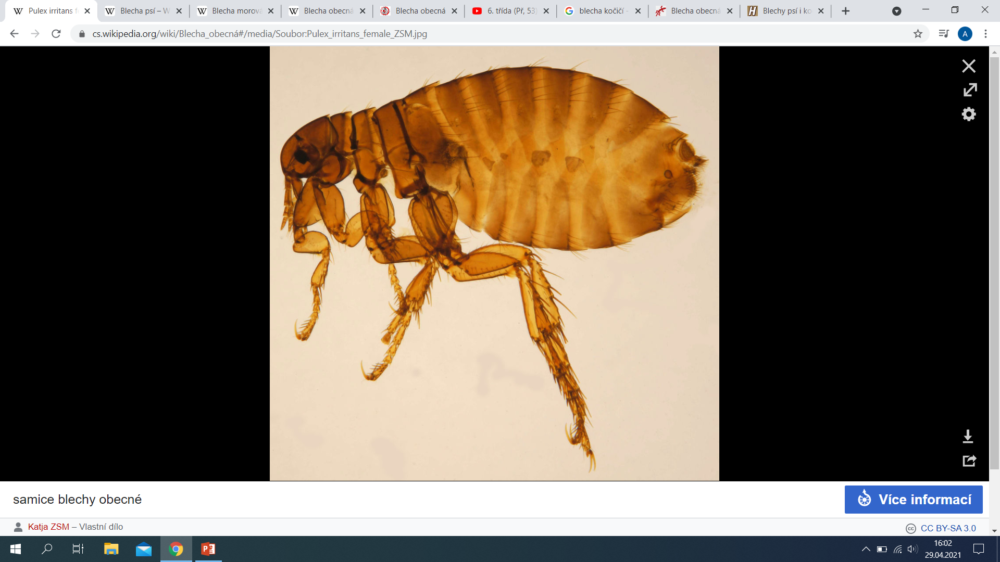 Pulex irritans f
Blecha psí – W
Blecha morová
Blecha obecná
Blecha obecná
6. třída (Př, 53)
blecha kočičí -
Blecha obecná
Blechy psí i ko
cs.wikipedia.org/wiki/Blecha_obecná#/media/Soubor:Pulex_irritans_female_ZSM.jpg
A
samice blechy obecné
Více informací
Katja ZSM – Vlastní dílo
CC BY-SA 3.0
16:02
29.04.2021